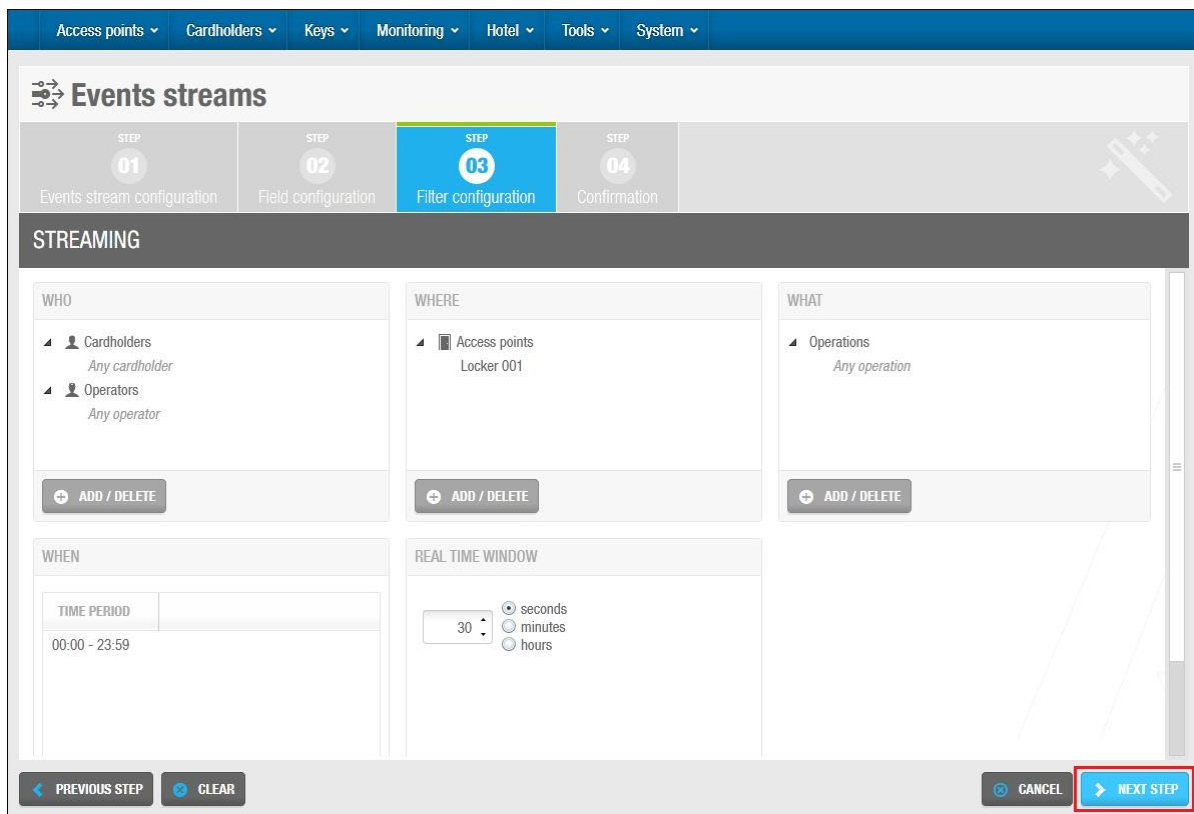 Access points Cardholders Keys Monitoring Hotel Tools System
Events streams
STEP STEP STEP STEP
01 02 03 04
Events stream configuration Field configuration Filter configuration Confirmation
STREAMING
WHO WHERE WHAT
Cardholders Access points Operations
Any cardholder Locker 001 Any operation
Operators
Any operator
ADD / DELETE ADD / DELETE ADD / DELETE
WHEN REAL TIME WINDOW
TIME PERIOD
seconds
30 minutes
00:00 - 23:59 hours
PREVIOUS STEP CLEAR CANCEL NEXT STEP